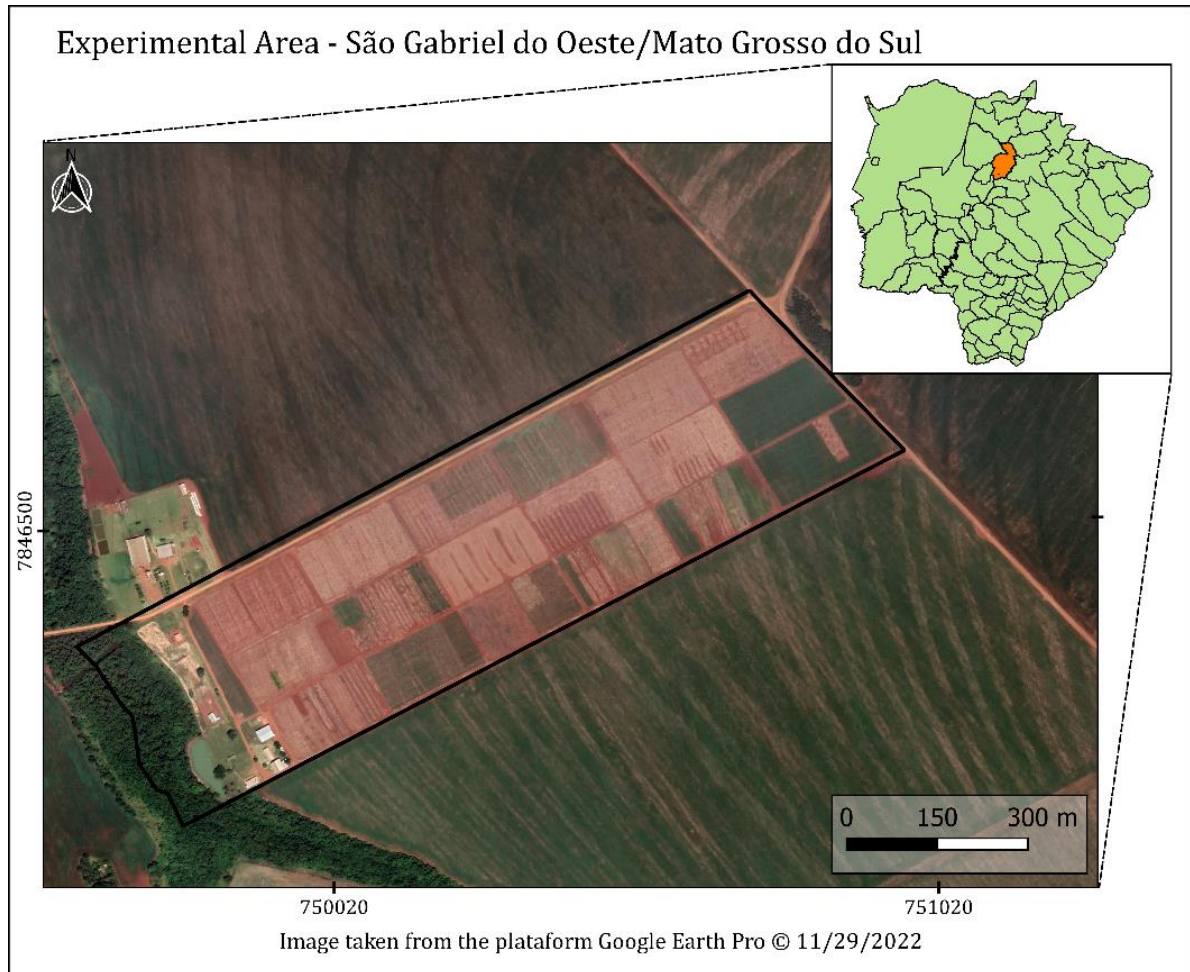 Experimental Area - São Gabriel do Oeste/Mato Grosso do Sul
N
7846500
0 150 300 m
750020 751020
Image taken from the plataform Google Earth Pro © 11/29/2022